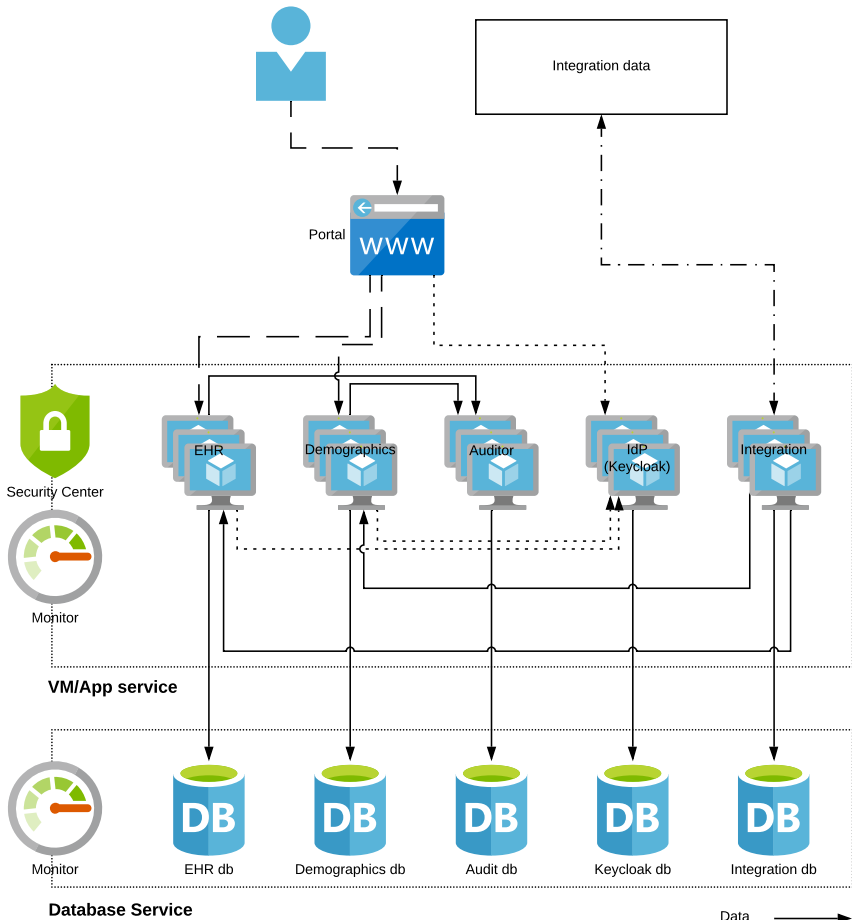 Integration data
Portal
WWW
EHR
Demographics
Auditor
IdP
(Keycloak)
Integration
Security Center
Monitor
VM/App service
DB
DB
DB
DB
DB
Monitor
EHR db
Demographics db
Audit db
Keycloak db
Integration db
Database Service
Data